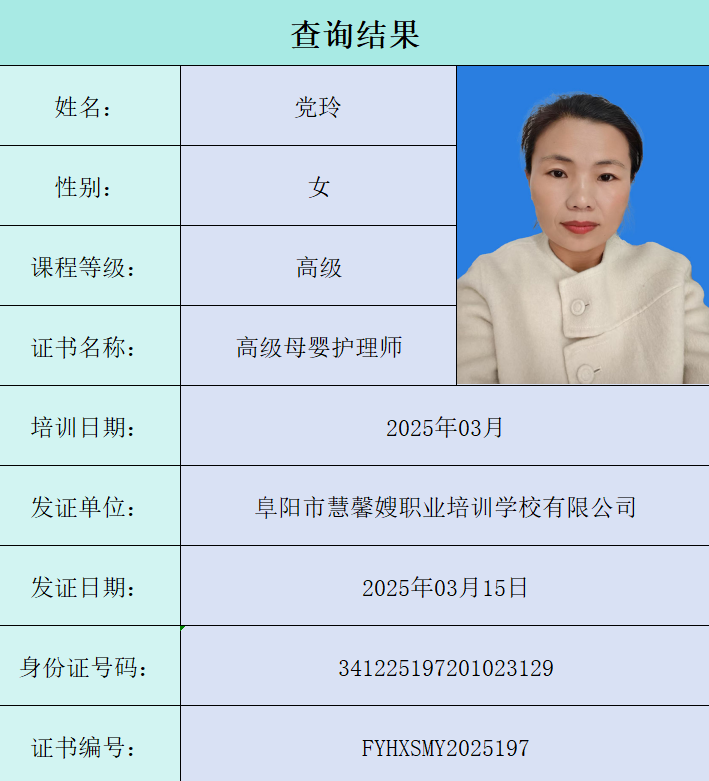 查询结果
姓名： 党玲
性别： 女
课程等级： 高级
证书名称： 高级母婴护理师
培训日期： 2025年03月
发证单位： 阜阳市慧馨嫂职业培训学校有限公司
发证日期： 2025年03月15日
身份证号码： 341225197201023129
证书编号： FYHXSMY2025197